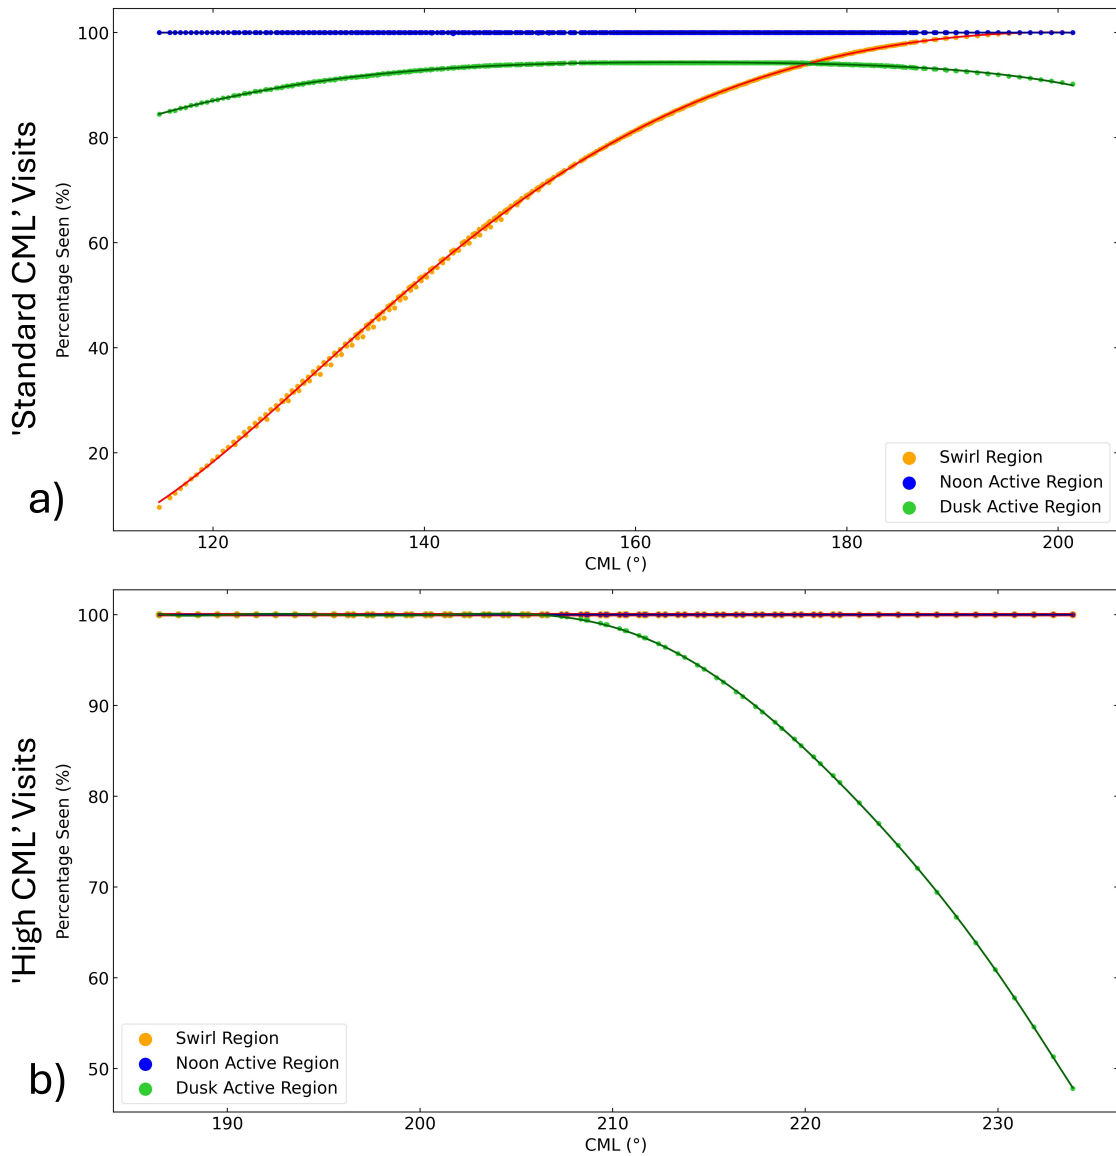 'Standard CML’ Visits
Percentage Seen (%)
100
80
60
40
20
a)
Swirl Region
Noon Active Region
Dusk Active Region
120 140 160 180 200
CML (°)
'High CML’ Visits
Percentage Seen (%)
100
90
80
70
60
50
b)
Swirl Region
Noon Active Region
Dusk Active Region
190 200 210 220 230
CML (°)